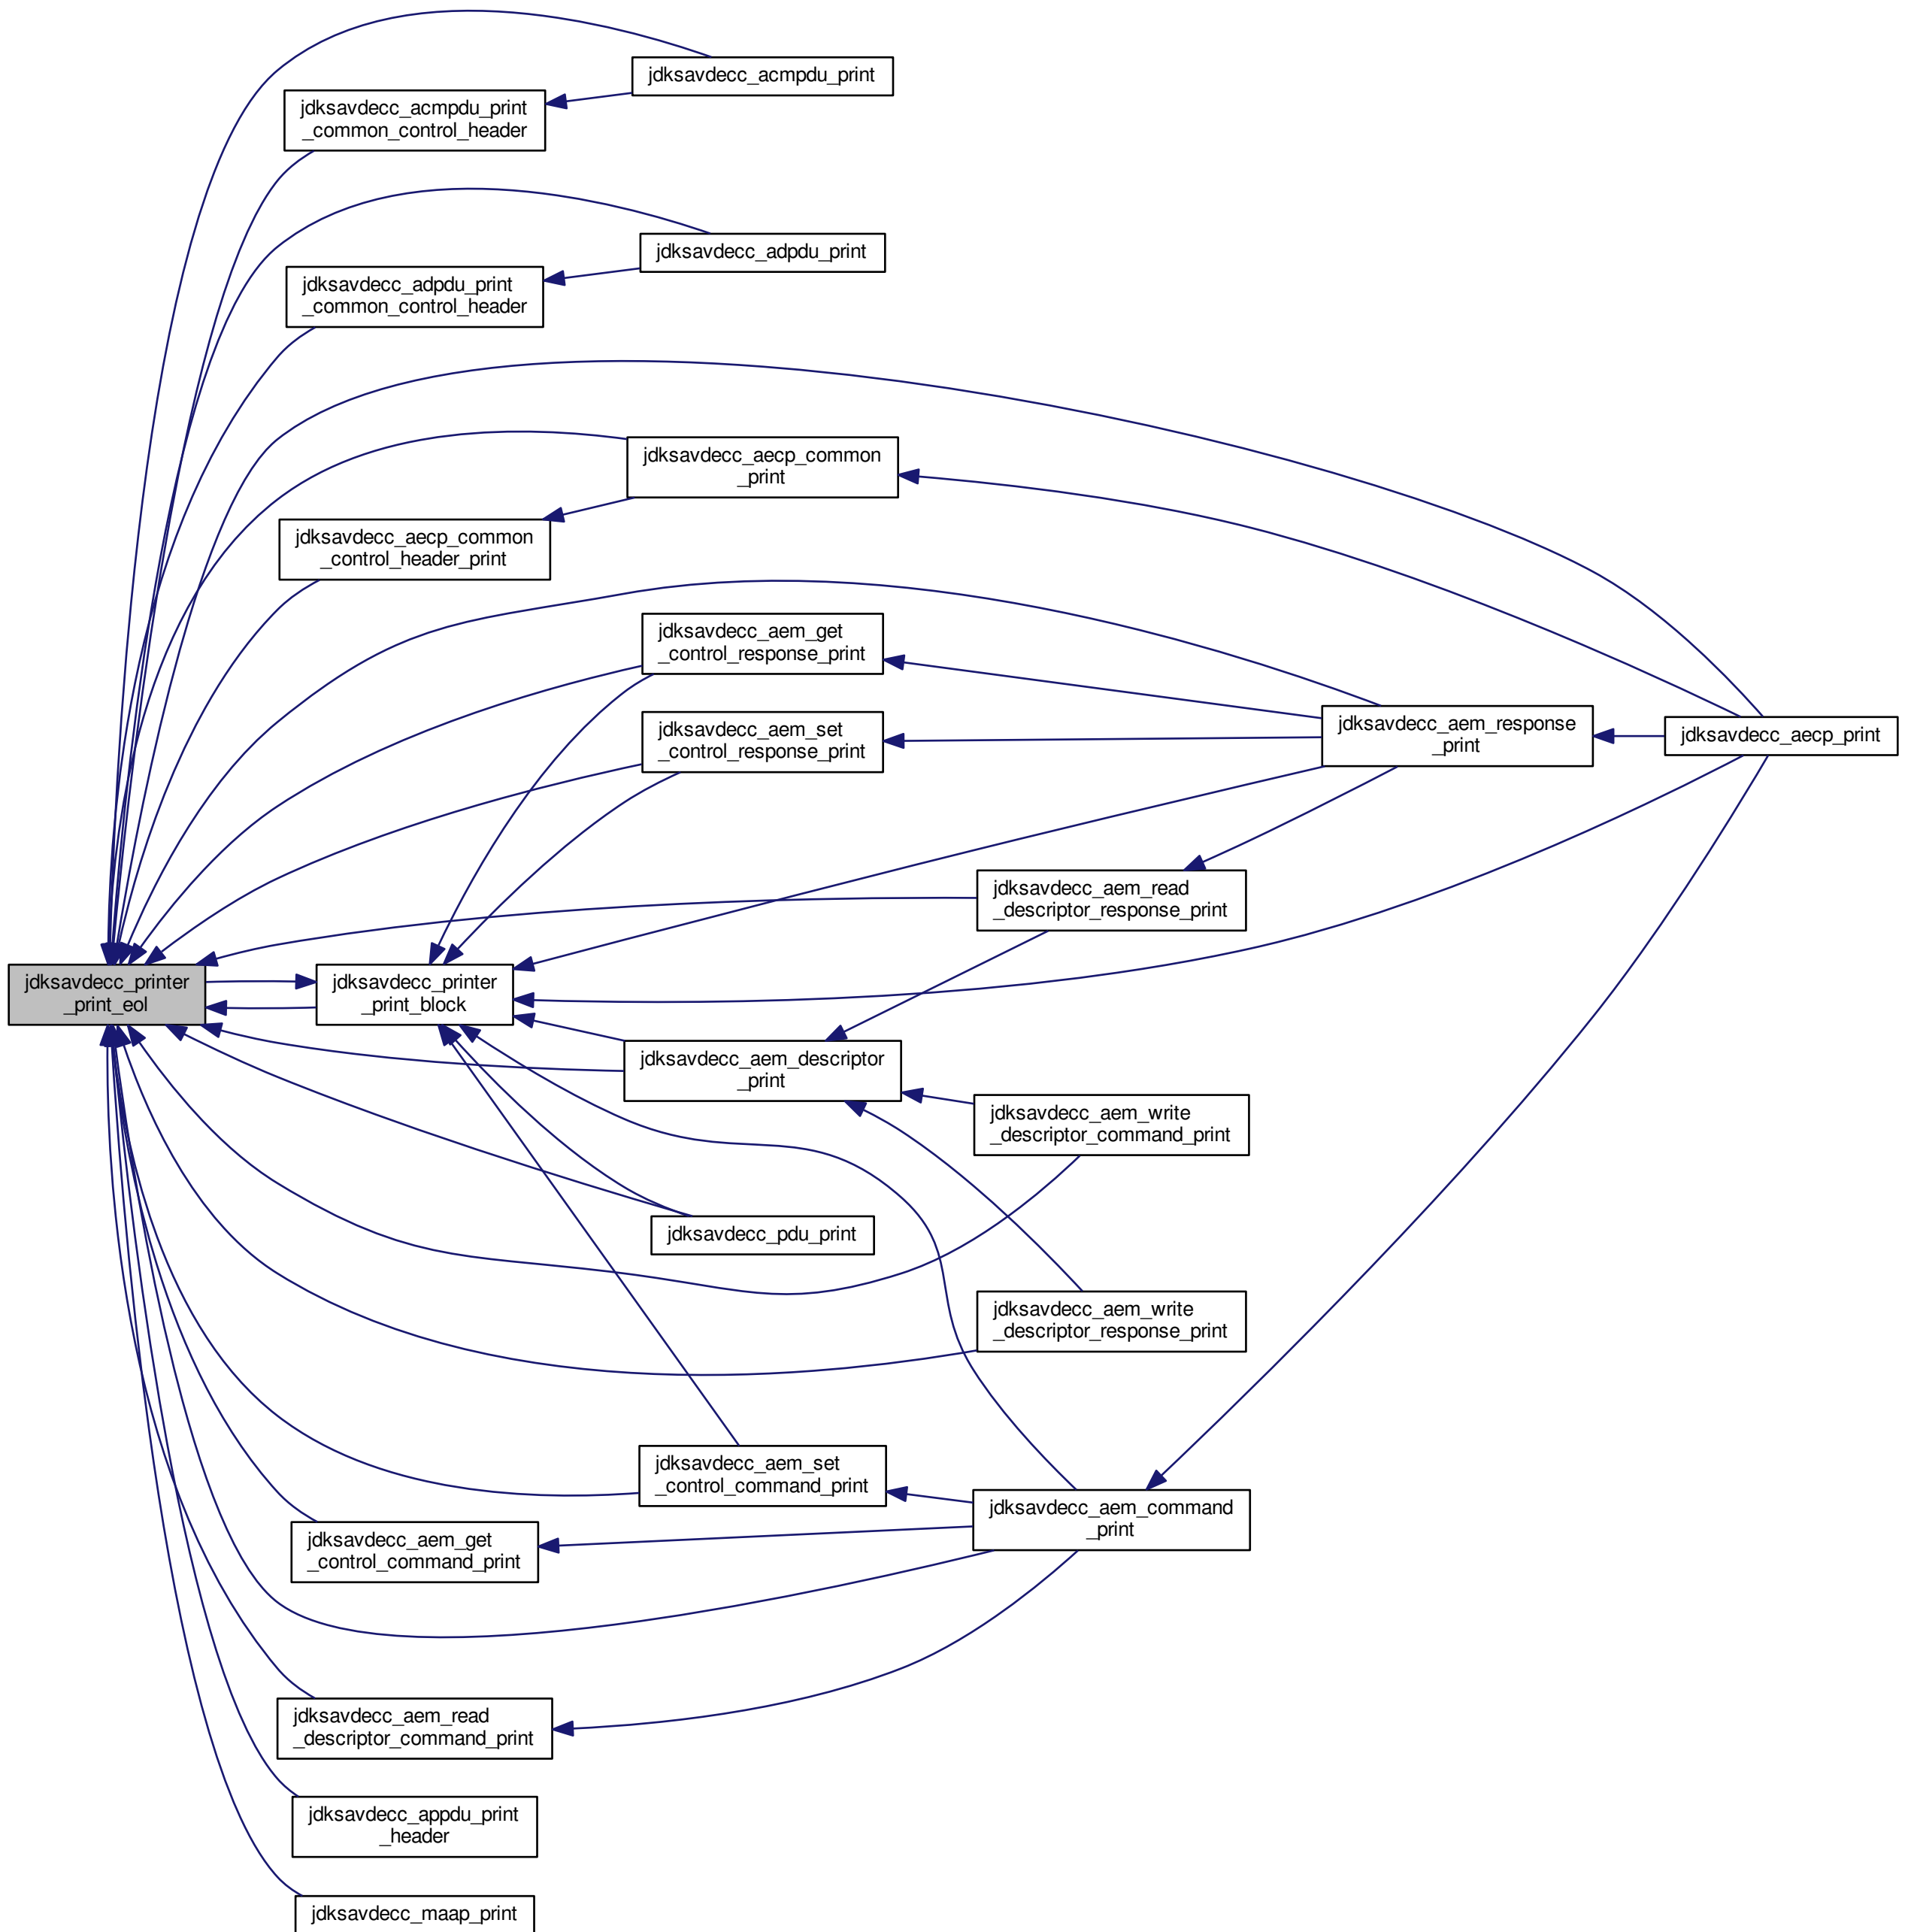 jdksavdecc_acmpdu_print
jdksavdecc_acmpdu_print
_common_control_header
jdksavdecc_adpdu_print
jdksavdecc_adpdu_print
_common_control_header
jdksavdecc_aecp_common
_print
jdksavdecc_aecp_common
_control_header_print
jdksavdecc_aem_get
_control_response_print
jdksavdecc_aem_set
_control_response_print
jdksavdecc_aem_response
_print
jdksavdecc_aecp_print
jdksavdecc_aem_read
_descriptor_response_print
jdksavdecc_printer
_print_eol
jdksavdecc_printer
_print_block
jdksavdecc_aem_descriptor
_print
jdksavdecc_aem_write
_descriptor_command_print
jdksavdecc_pdu_print
jdksavdecc_aem_write
_descriptor_response_print
jdksavdecc_aem_set
_control_command_print
jdksavdecc_aem_command
_print
jdksavdecc_aem_get
_control_command_print
jdksavdecc_aem_read
_descriptor_command_print
jdksavdecc_appdu_print
_header
jdksavdecc_maap_print